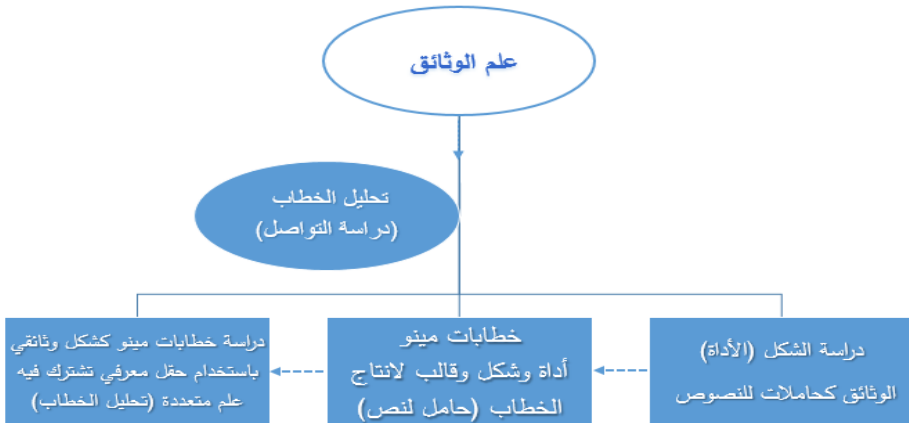 علم الوثائق
تحليل الخطاب
(دراسة التواصل)
دراسة الشكل (الأداة)
الوثائق كحاملات للنصوص
خطابات مينو
أداة وشكل وقالب لانتاج
الخطاب (حامل لنص)
دراسة خطابات مينو كشكل وثائقي
باستخدام حقل معرفي تشترك فيه
علم متعددة (تحليل الخطاب)